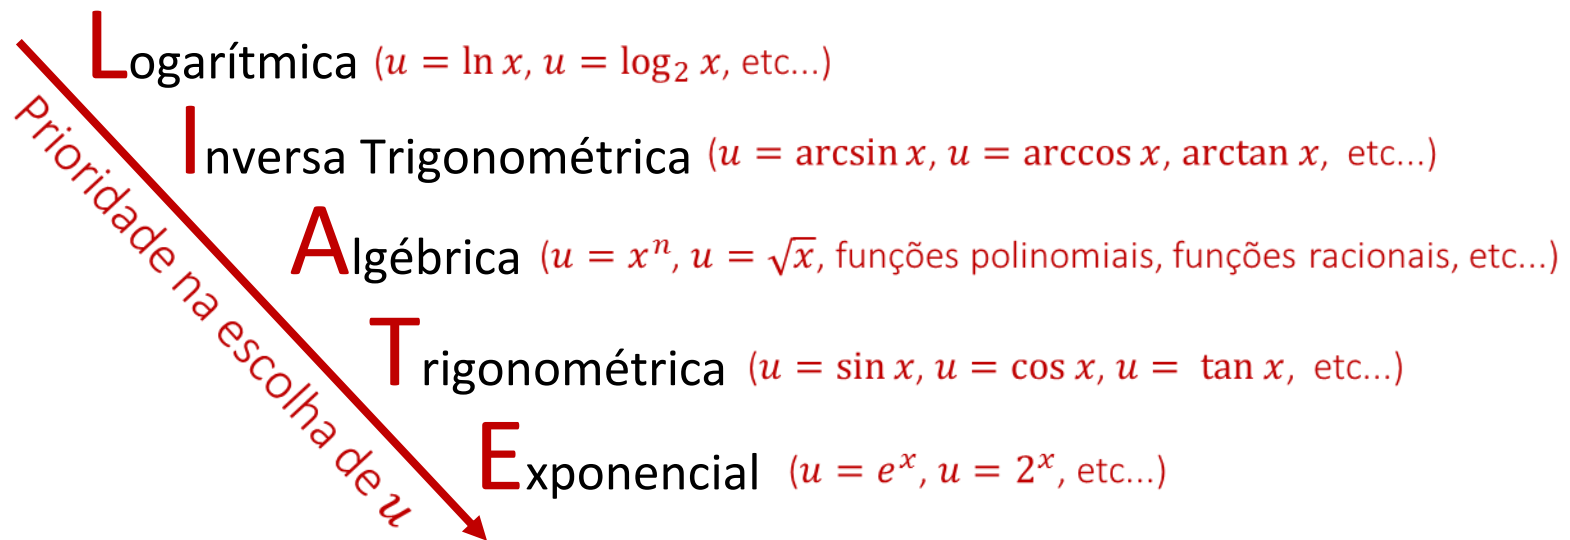 Logarítmica (u = ln x, u = log₂ x, etc...)
Inversa Trigonométrica (u = arcsin x, u = arccos x, arctan x, etc...)
Algébrica (u = xⁿ, u = √x, funções polinomiais, funções racionais, etc...)
Trigonométrica (u = sin x, u = cos x, u = tan x, etc...)
Exponencial (u = eˣ, u = 2ˣ, etc...)
Prioridade na escolha de u